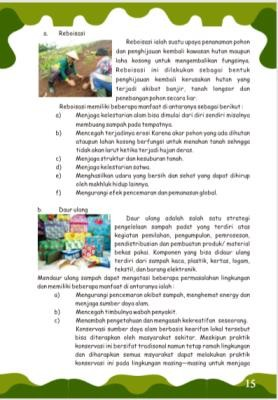 a. Reboisasi
Reboisasi ialah suatu upaya penanaman pohon
dan penghijauan kembali kawasan hutan maupun
laha kosong untuk mengembalikan fungsinya.
Reboisasi ini dilakukan sebagai bentuk
penghijauan kembali kerusakan hutan yang
terjadi akibat banjir, tanah longsor dan
penebangan pohon secara liar.
Reboisasi memiliki beberapa manfaat di antaranya sebagai berikut :
a) Menjaga kelestarian alam bisa dimulai dari diri sendiri misalnya
membuang sampah pada tempatnya.
b) Mencegah terjadinya erosi Karena akar pohon yang ada dihutan
ataupun lahan kosong berfungsi untuk menahan tanah sehngga
tidak akan larut ketika terjadi hujan deras.
c) Menjaga struktur dan kesuburan tanah.
d) Menjaga kelestarian satwa.
e) Menghasilkan udara yang bersih dan sehat yang dapat dihirup
oleh makhluk hidup lainnya.
f) Mengurangi efek pencemaran dan pemanasan global.
b. Daur ulang
Daur ulang adalah salah satu strategi
pengelolaan sampah padat yang terdiri atas
kegiatan pemilahan, pengumpulan, pemrosesan,
pendistribusian dan pembuatan produk/ material
bekas pakai. Komponen yang bisa didaur ulang
terdiri dari sampah kaca, plastik, kertas, logam,
tekstil, dan barang elektronik.
Mandaur ulang sampah dapat mengatasi beberapa permasalahan lingkungan
dan memiliki beberapa manfaat di antaranya ialah :
a) Mengurangi pencemaran akibat sampah, menghemat energy dan
menjaga sumber daya alam.
b) Mencegah timbulnya wabah penyakit.
c) Menambah pengetahuan dan mengasah kekreatifan seseorang.
Konservasi sumber daya alam berbasis kearifan lokal tersebut
bisa diterapkan oleh masyarakat sekitar. Meskipun praktik
konservasi ini bersifat tradisonal namun tetap ramah lingkungan
dan diharapkan semua masyarakat dapat melakukan praktik
konservasi ini pada lingkungan masing—masing untuk menjaga
15